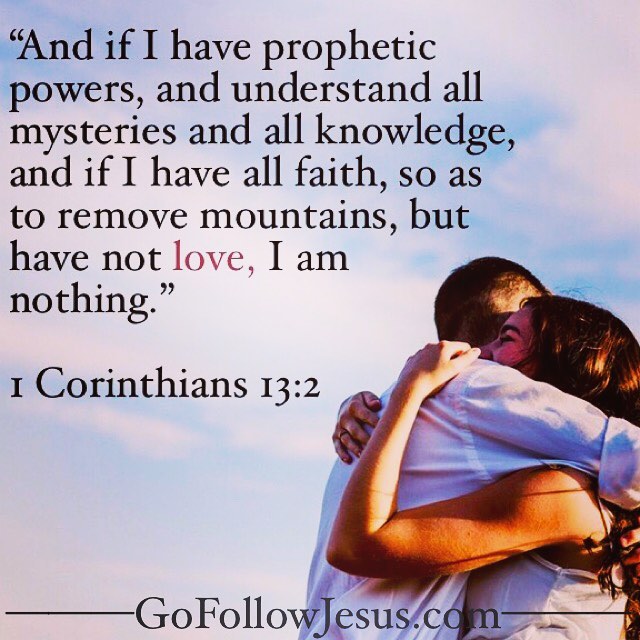 “And if I have prophetic
powers, and understand all
mysteries and all knowledge,
and if I have all faith, so as
to remove mountains, but
have not love, I am
nothing.”
1 Corinthians 13:2
GoFollowJesus.com